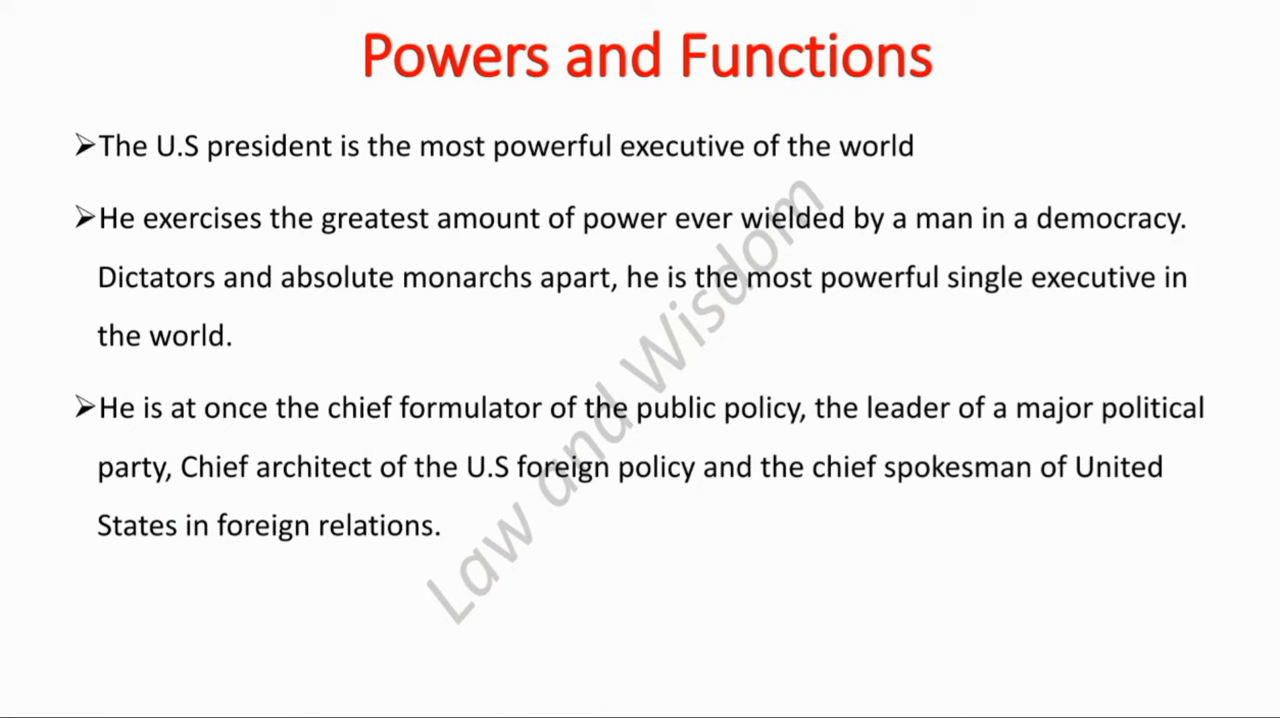 Powers and Functions
➢The U.S president is the most powerful executive of the world
➢He exercises the greatest amount of power ever wielded by a man in a democracy.
Dictators and absolute monarchs apart, he is the most powerful single executive in
the world.
➢He is at once the chief formulator of the public policy, the leader of a major political
party, Chief architect of the U.S foreign policy and the chief spokesman of United
States in foreign relations.
Law and Wisdom